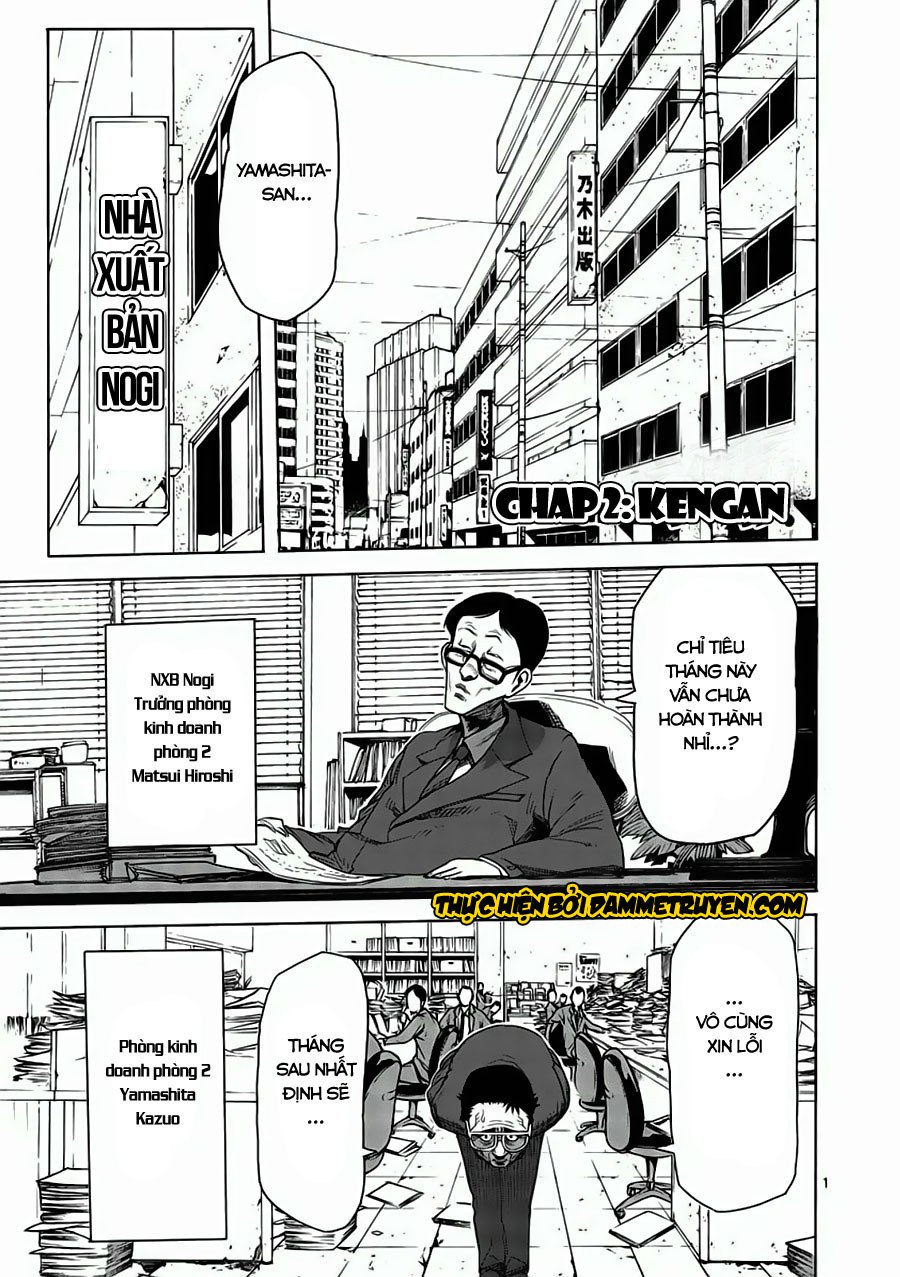 乃木出版
CHAP 2: KENGAN
YAMASHITA-
SAN...
NHÀ
XUẤT
BẢN
NOGI
CHỈ TIÊU
THÁNG NÀY
VẪN CHƯA
HOÀN THÀNH
NHỈ...?
NXB Nogi
Trưởng phòng
kinh doanh
phòng 2
Matsui Hiroshi
THỰC HIỆN BỞI DAMMETRUYEN.COM
...
VÔ CÙNG
XIN LỖI
...
THÁNG
SAU NHẤT
ĐỊNH SẼ
...
Phòng kinh
doanh phòng 2
Yamashita
Kazuo
1